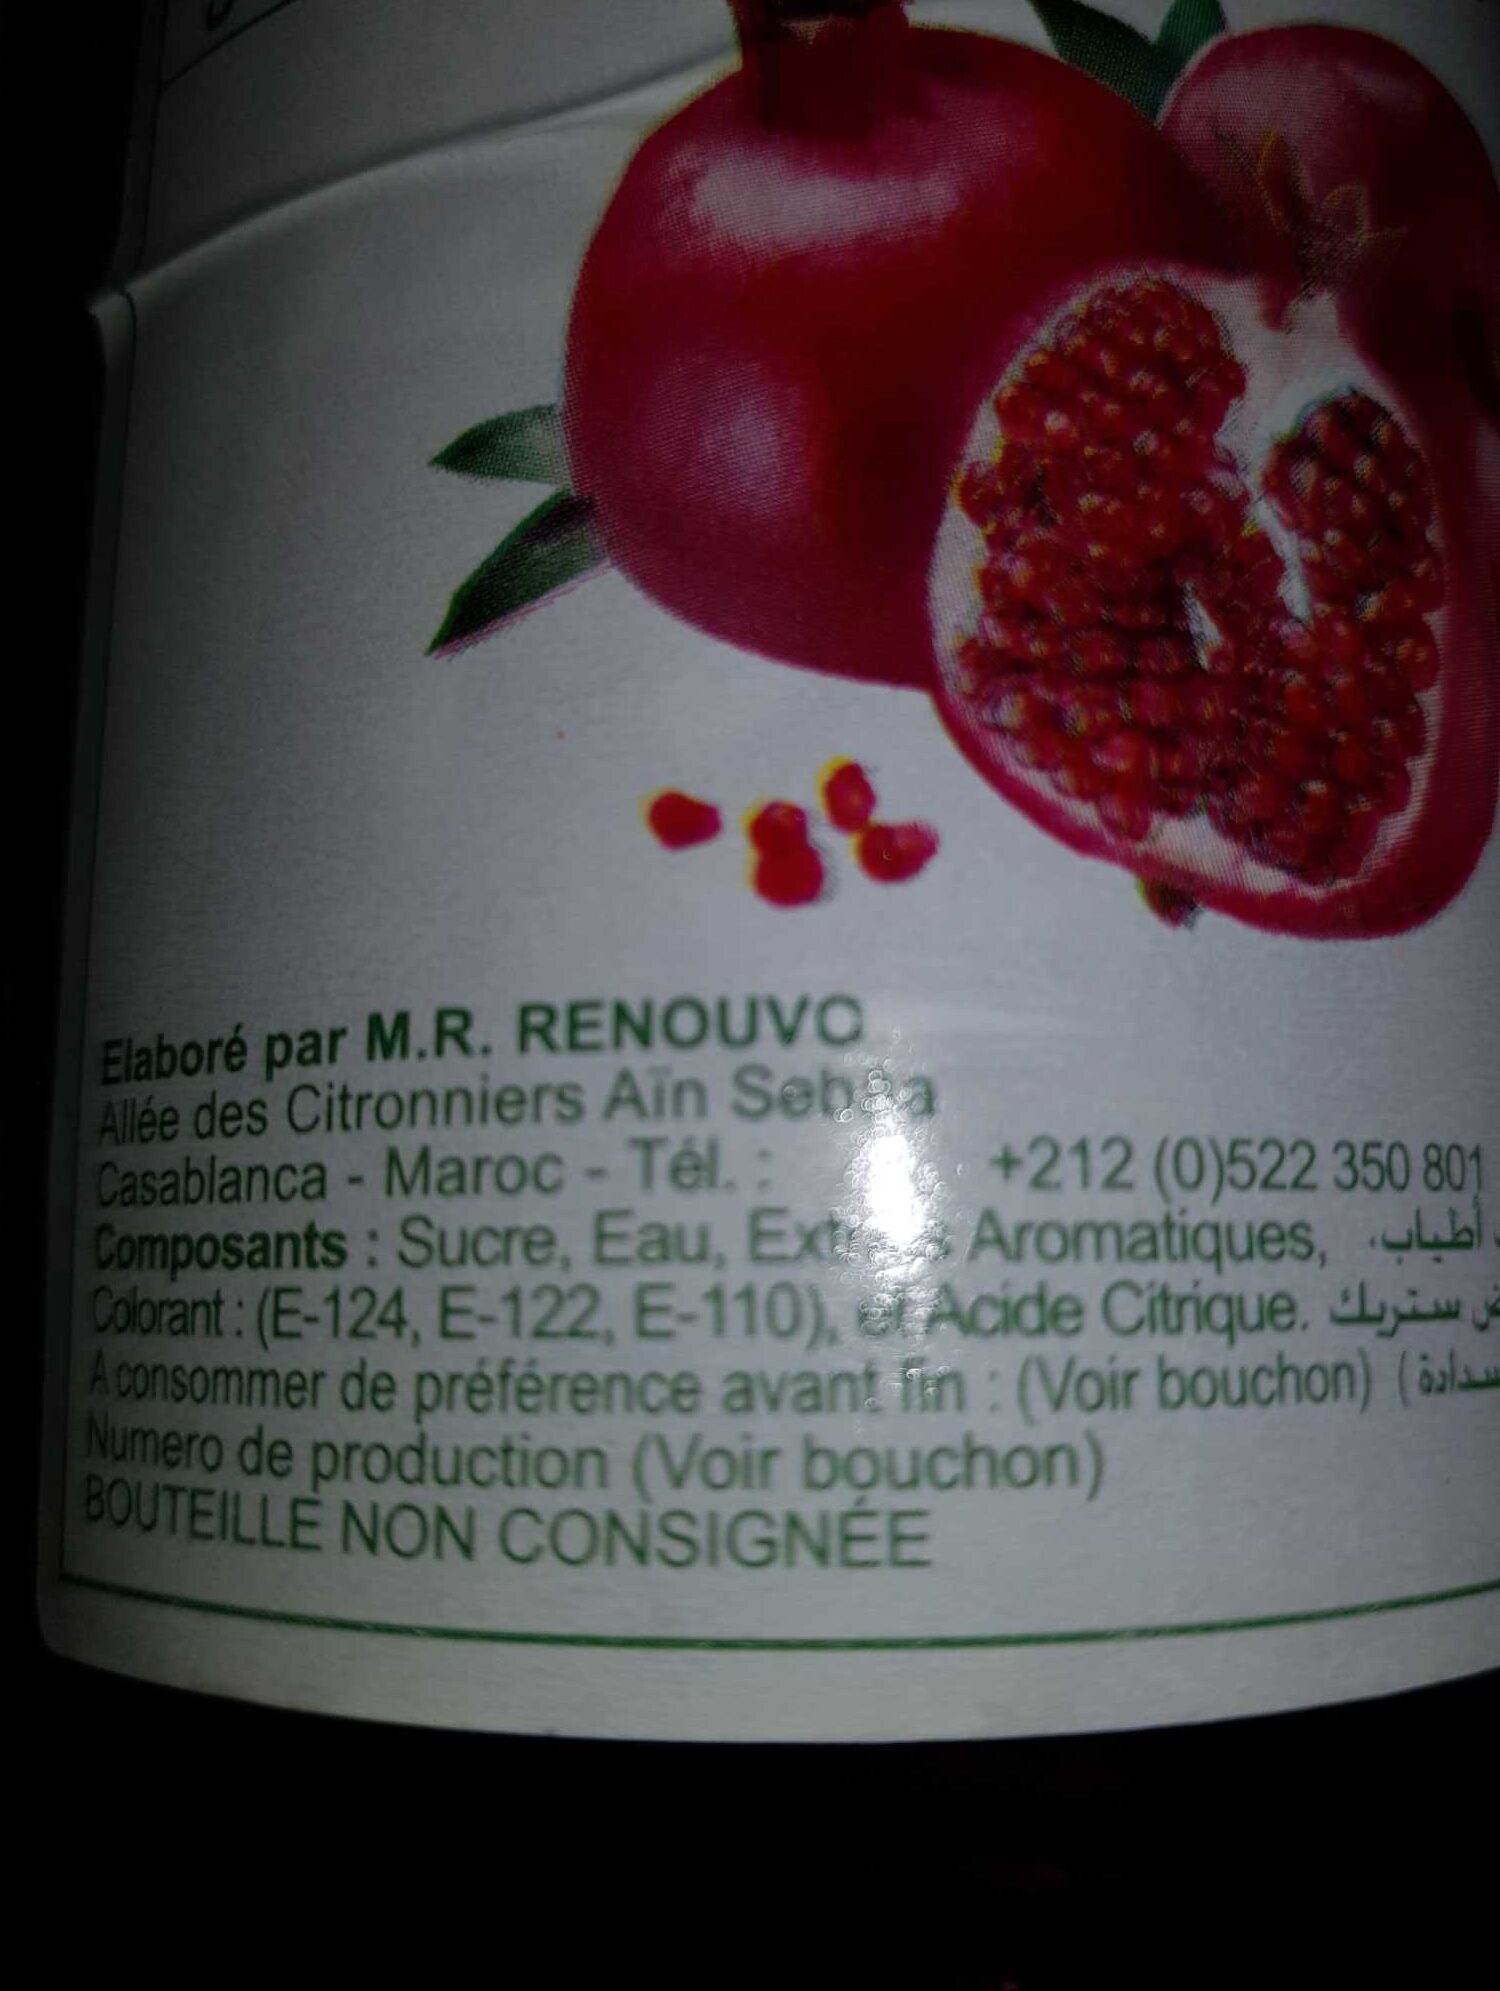 Elaboré par M.R. RENOUVO
Allée des Citronniers Aïn Sebâa
Casablanca - Maroc - Tél. : +212 (0)522 350 801
Composants : Sucre, Eau, Extraits Aromatiques, أطياب.
Colorant : (E-124, E-122, E-110), et Acide Citrique. ستريك
A consommer de préférence avant fin : (Voir bouchon)
Numero de production (Voir bouchon)
BOUTEILLE NON CONSIGNÉE